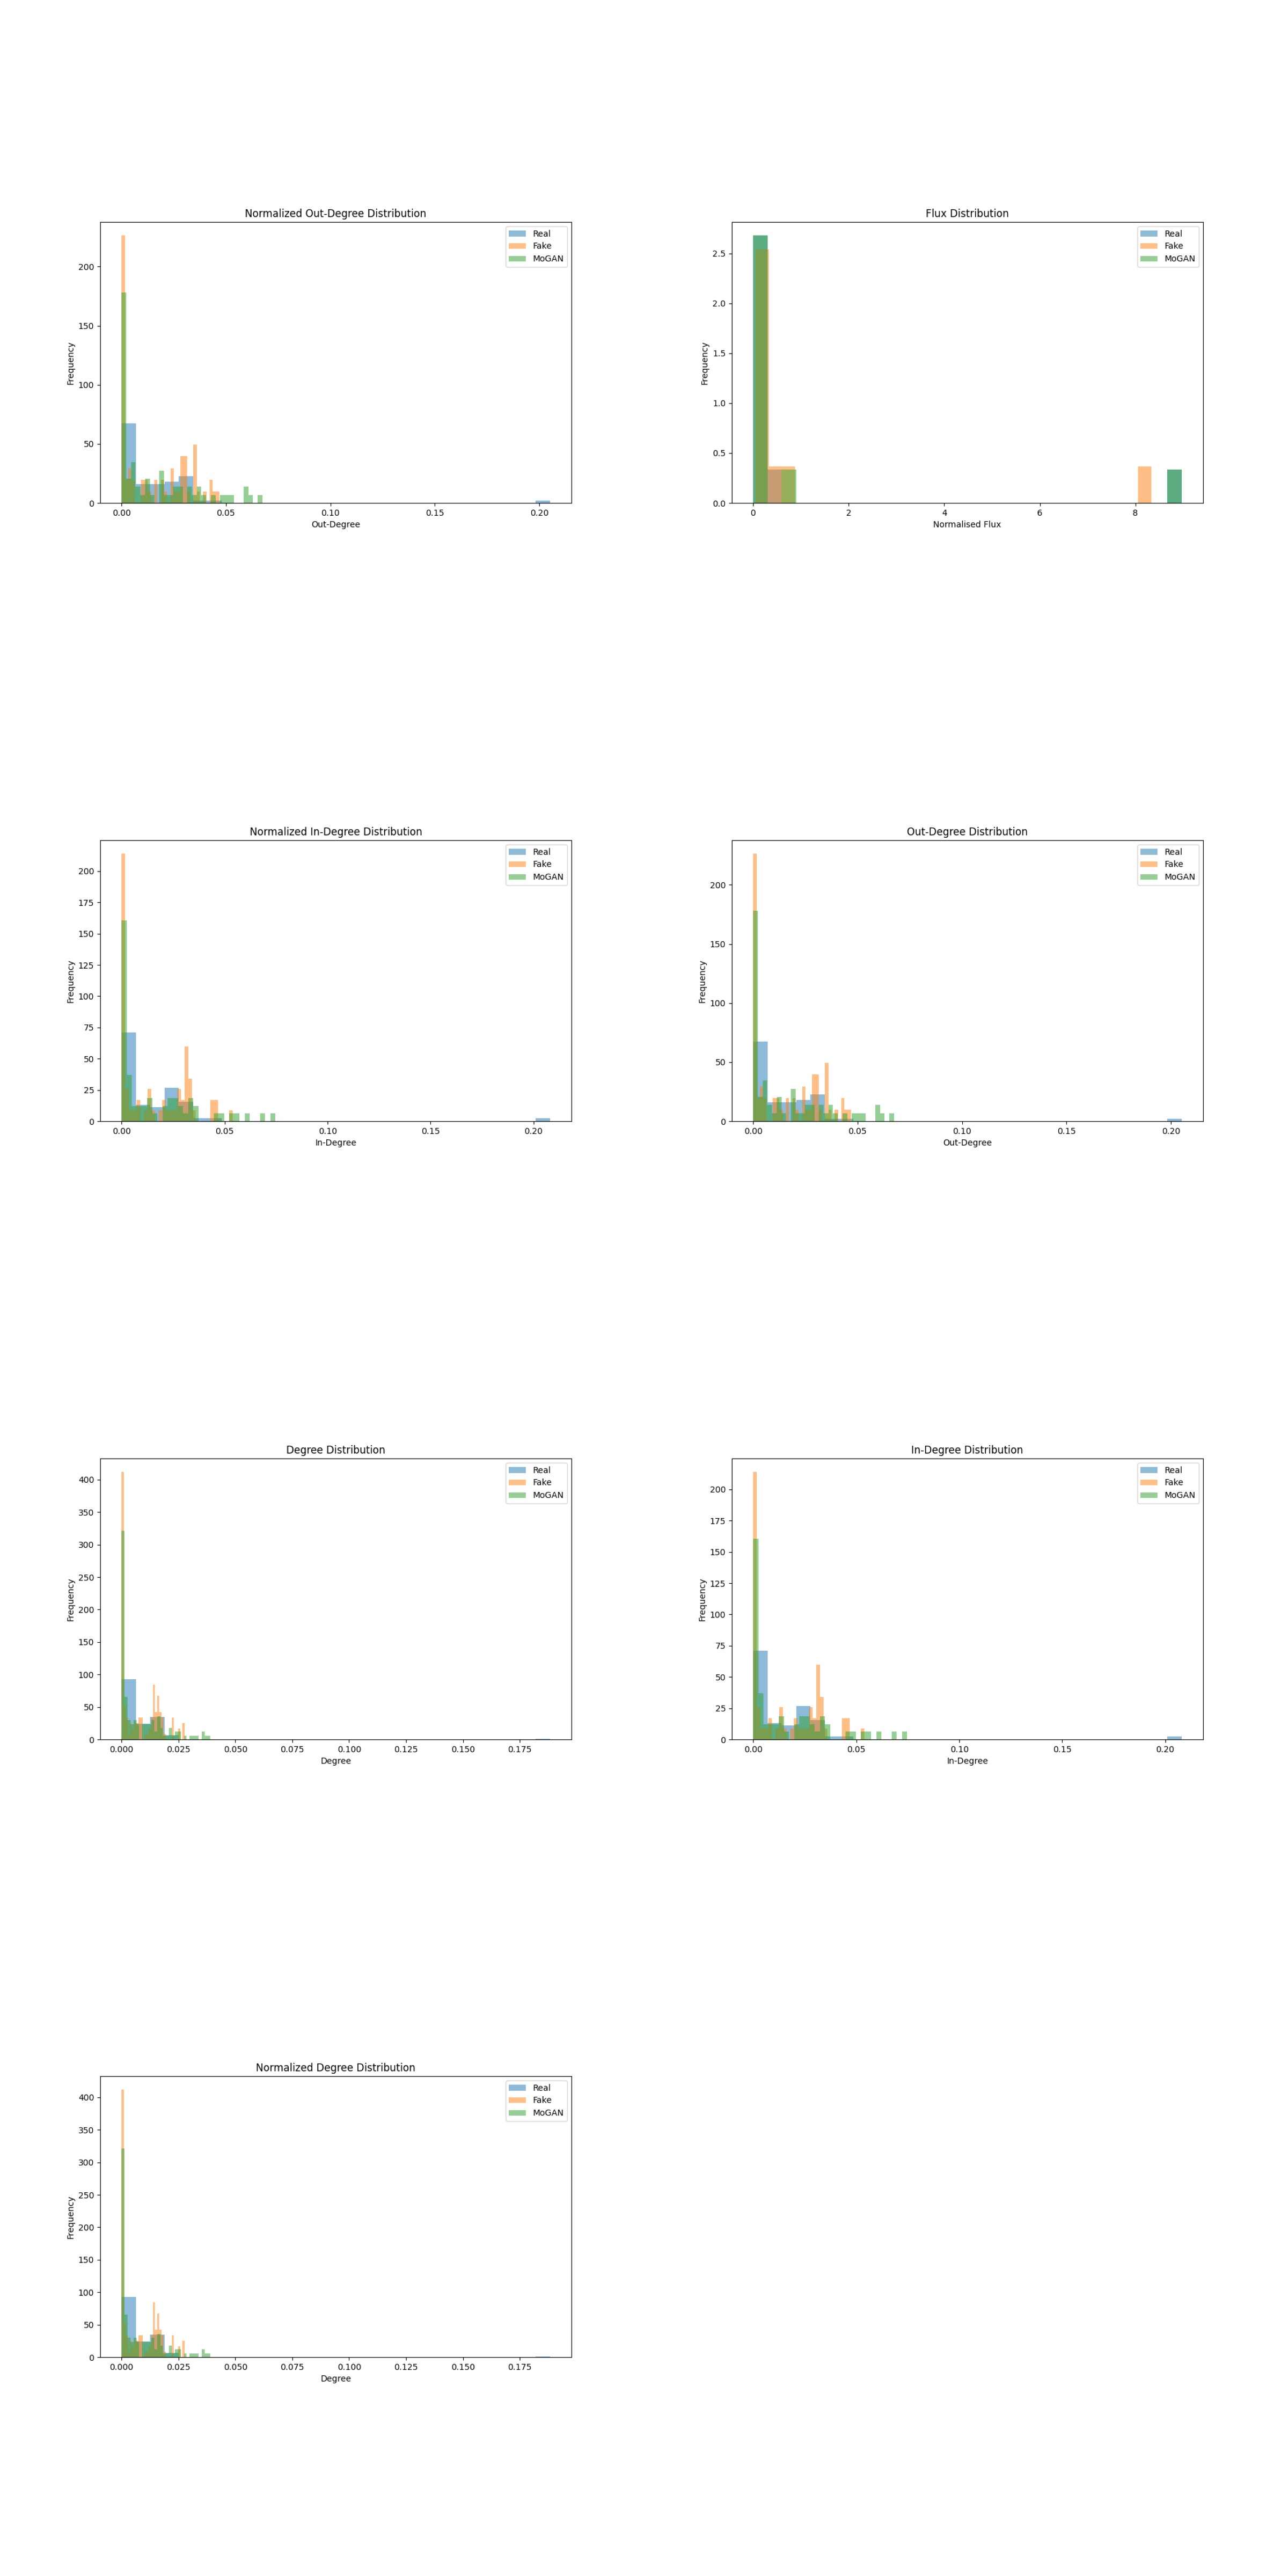 Normalized Out-Degree Distribution
Real
Fake
MoGAN
Frequency
200
150
100
50
0
0.00 0.05 0.10 0.15 0.20
Out-Degree
Flux Distribution
Real
Fake
MoGAN
Frequency
2.5
2.0
1.5
1.0
0.5
0.0
0 2 4 6 8
Normalised Flux
Normalized In-Degree Distribution
Real
Fake
MoGAN
Frequency
200
175
150
125
100
75
50
25
0
0.00 0.05 0.10 0.15 0.20
In-Degree
Out-Degree Distribution
Real
Fake
MoGAN
Frequency
200
150
100
50
0
0.00 0.05 0.10 0.15 0.20
Out-Degree
Degree Distribution
Real
Fake
MoGAN
Frequency
400
350
300
250
200
150
100
50
0
0.000 0.025 0.050 0.075 0.100 0.125 0.150 0.175
Degree
In-Degree Distribution
Real
Fake
MoGAN
Frequency
200
175
150
125
100
75
50
25
0
0.00 0.05 0.10 0.15 0.20
In-Degree
Normalized Degree Distribution
Real
Fake
MoGAN
Frequency
400
350
300
250
200
150
100
50
0
0.000 0.025 0.050 0.075 0.100 0.125 0.150 0.175
Degree